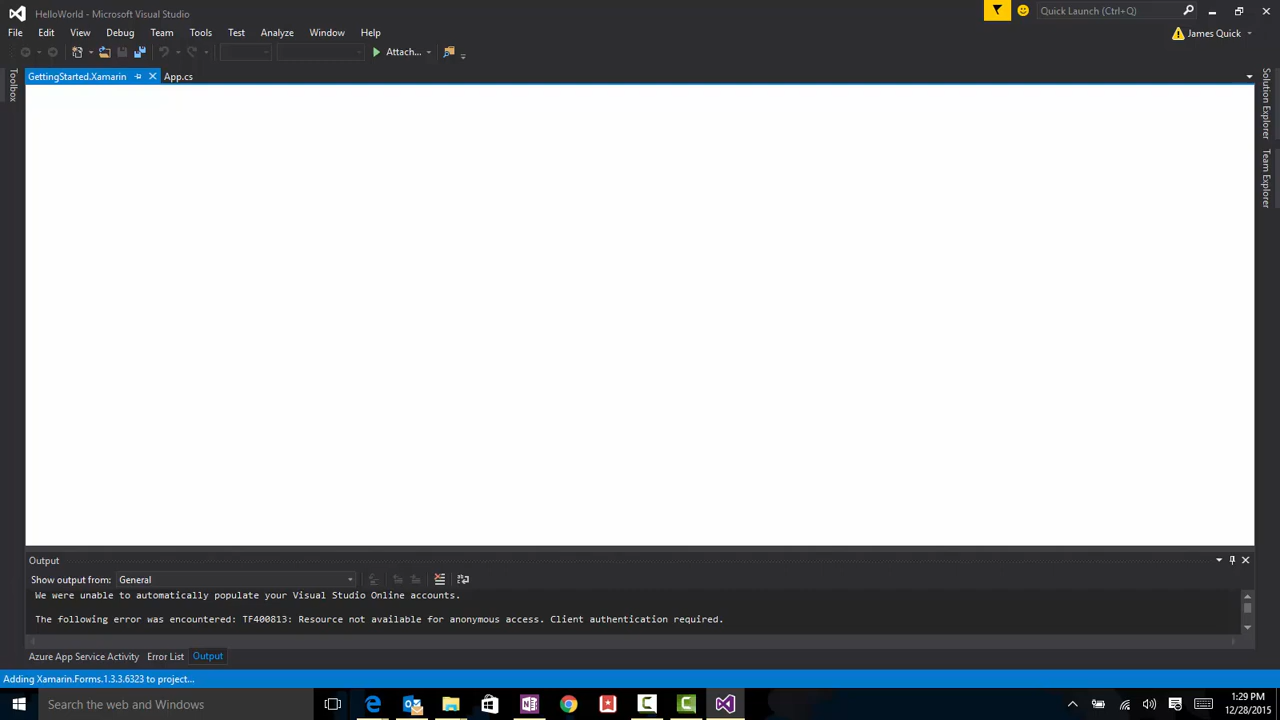 HelloWorld - Microsoft Visual Studio
Quick Launch (Ctrl+Q)
File Edit View Debug Team Tools Test Analyze Window Help
James Quick
Attach...
GettingStarted.Xamarin App.cs
Toolbox
Solution Explorer
Team Explorer
Output
Show output from: General
We were unable to automatically populate your Visual Studio Online accounts.
The following error was encountered: TF400813: Resource not available for anonymous access. Client authentication required.
Azure App Service Activity Error List Output
Adding Xamarin.Forms.1.3.3.6323 to project...
Search the web and Windows
1:29 PM
12/28/2015